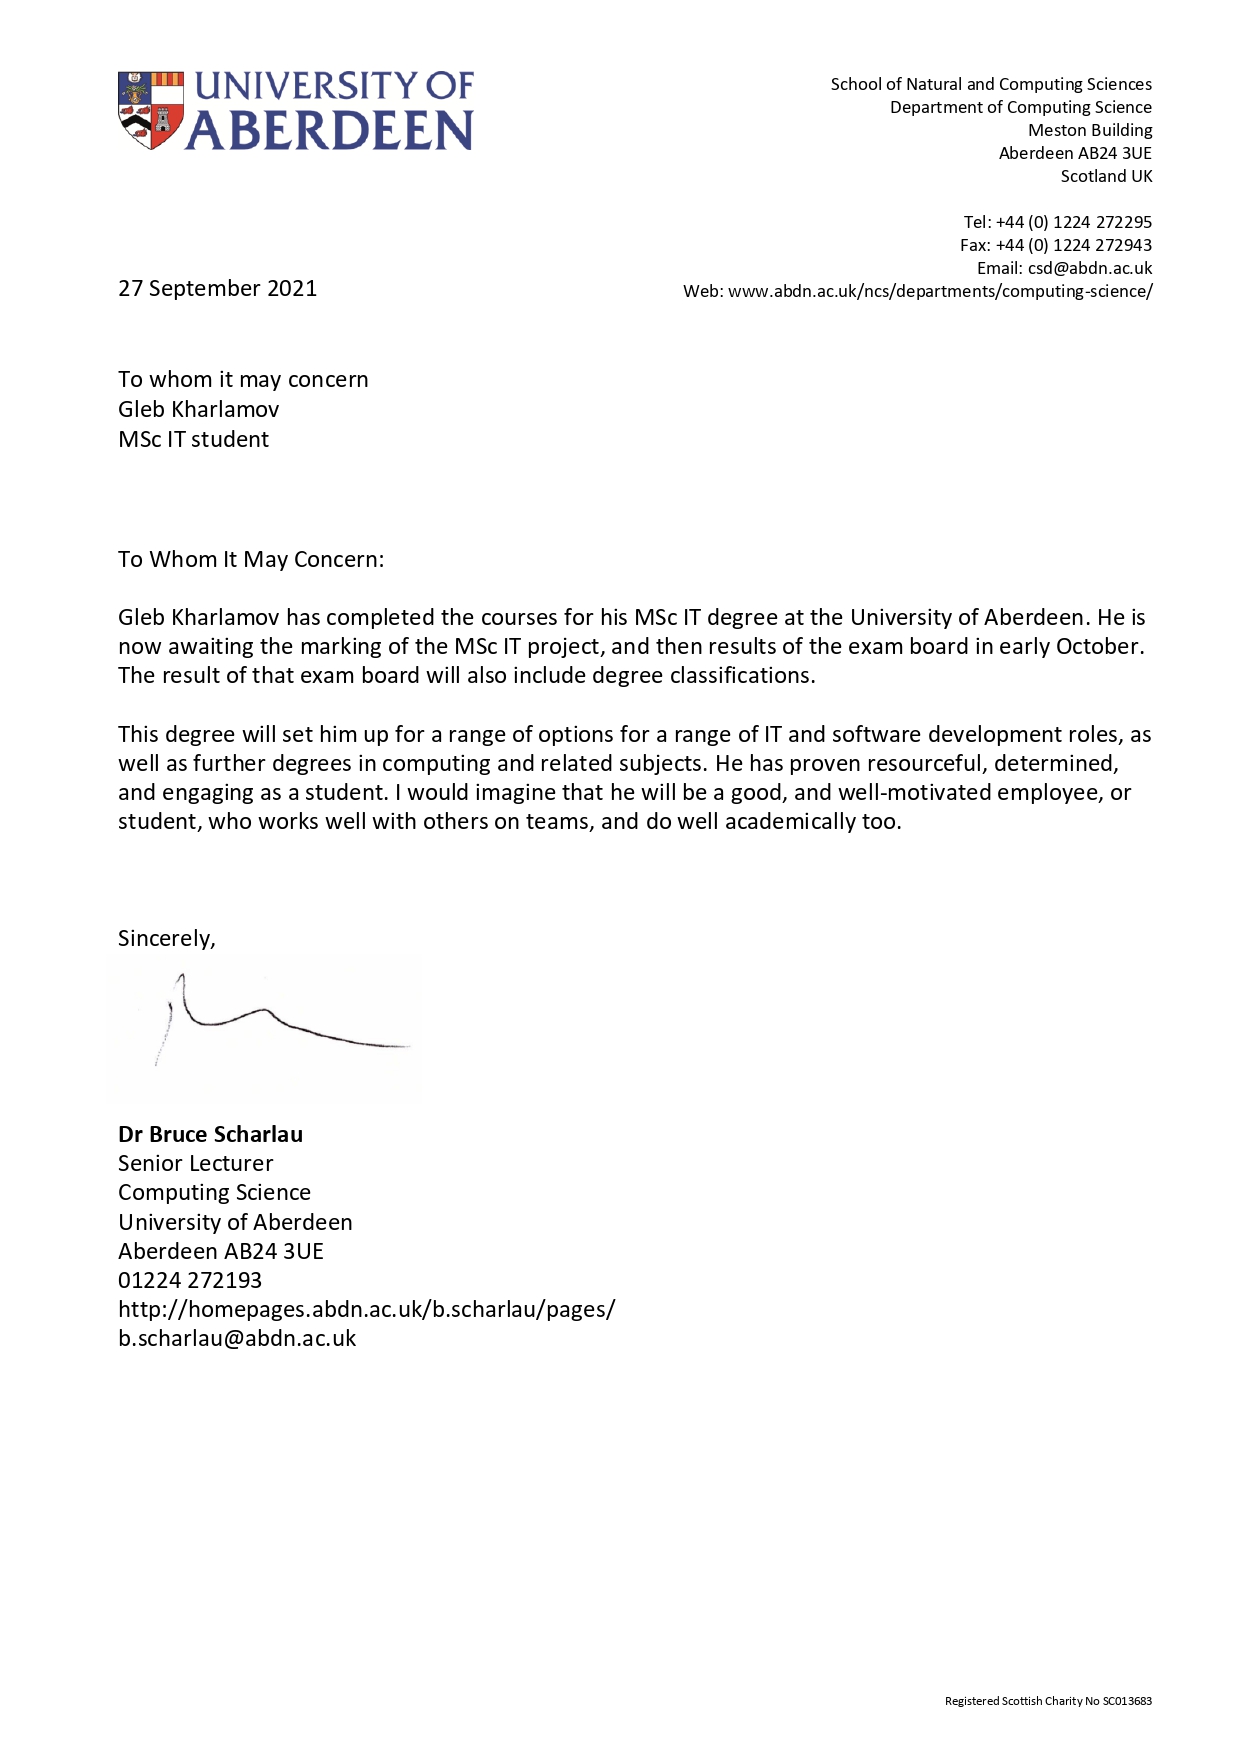 UNIVERSITY OF
ABERDEEN
School of Natural and Computing Sciences
Department of Computing Science
Meston Building
Aberdeen AB24 3UE
Scotland UK
Tel: +44 (0) 1224 272295
Fax: +44 (0) 1224 272943
Email: csd@abdn.ac.uk
Web: www.abdn.ac.uk/ncs/departments/computing-science/
27 September 2021
To whom it may concern
Gleb Kharlamov
MSc IT student
To Whom It May Concern:
Gleb Kharlamov has completed the courses for his MSc IT degree at the University of Aberdeen. He is
now awaiting the marking of the MSc IT project, and then results of the exam board in early October.
The result of that exam board will also include degree classifications.
This degree will set him up for a range of options for a range of IT and software development roles, as
well as further degrees in computing and related subjects. He has proven resourceful, determined,
and engaging as a student. I would imagine that he will be a good, and well-motivated employee, or
student, who works well with others on teams, and do well academically too.
Sincerely,
Dr Bruce Scharlau
Senior Lecturer
Computing Science
University of Aberdeen
Aberdeen AB24 3UE
01224 272193
http://homepages.abdn.ac.uk/b.scharlau/pages/
b.scharlau@abdn.ac.uk
Registered Scottish Charity No SC013683